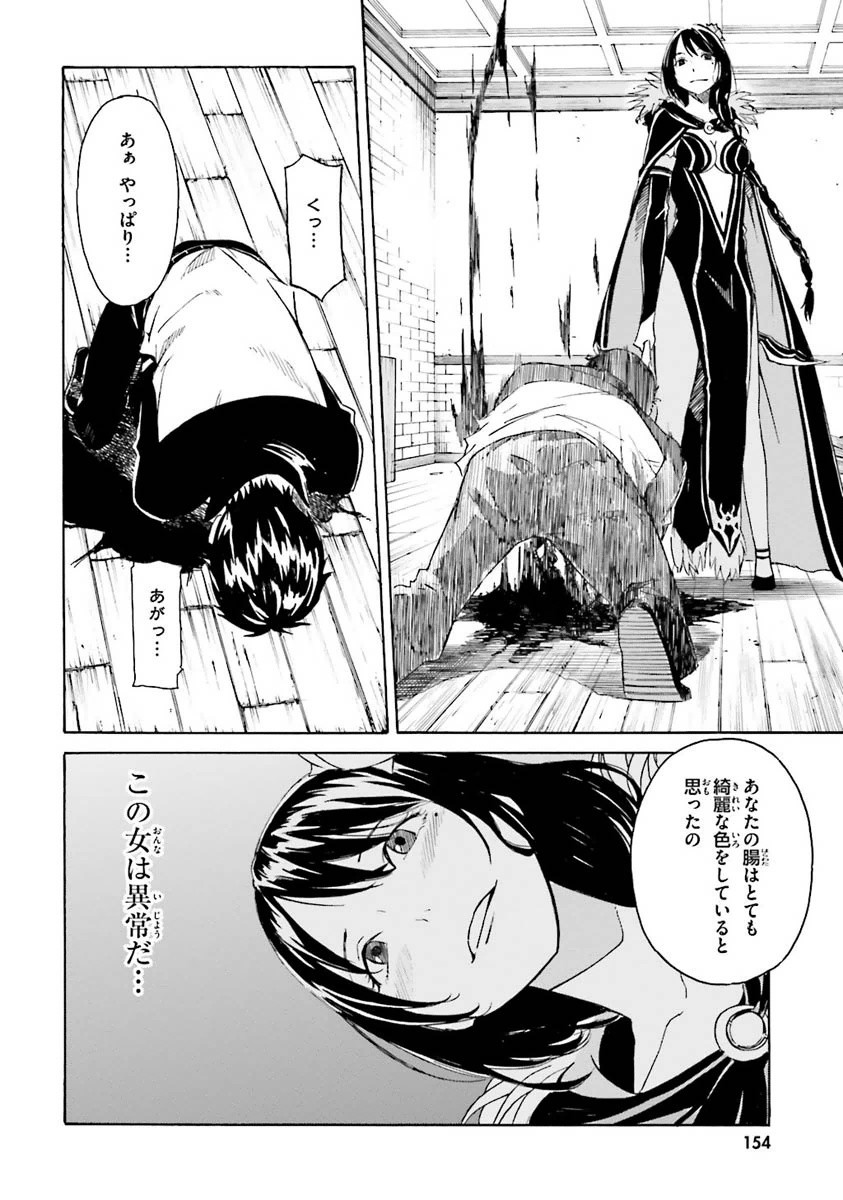 くっ…
あぁ やっぱり…
あがっ…
あなたの腸はとても
綺麗な色をしていると
思ったの
この女は異常だ…
154